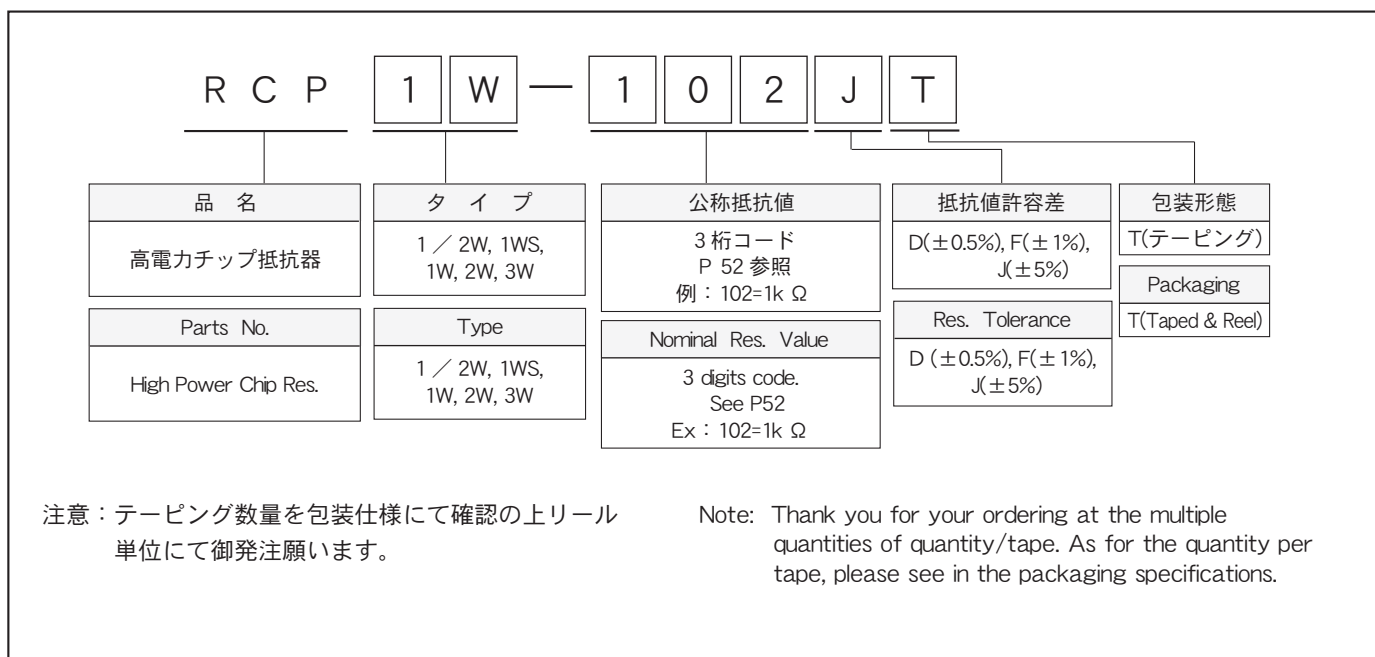 RCP 1W—102JT
品 名
高電力チップ抵抗器
Parts No.
High Power Chip Res.
タ イ プ
1 ／ 2W, 1WS,
1W, 2W, 3W
Type
1 ／ 2W, 1WS,
1W, 2W, 3W
公称抵抗値
3 桁コード
P 52 参照
例：102=1k Ω
Nominal Res. Value
3 digits code.
See P52
Ex：102=1k Ω
抵抗値許容差
D(±0.5%), F(± 1%),
J(±5%)
Res. Tolerance
D (±0.5%), F(± 1%),
J(±5%)
包装形態
T(テーピング)
Packaging
T(Taped & Reel)
注意：テーピング数量を包装仕様にて確認の上リール
単位にて御発注願います。
Note: Thank you for your ordering at the multiple
quantities of quantity/tape. As for the quantity per
tape, please see in the packaging specifications.